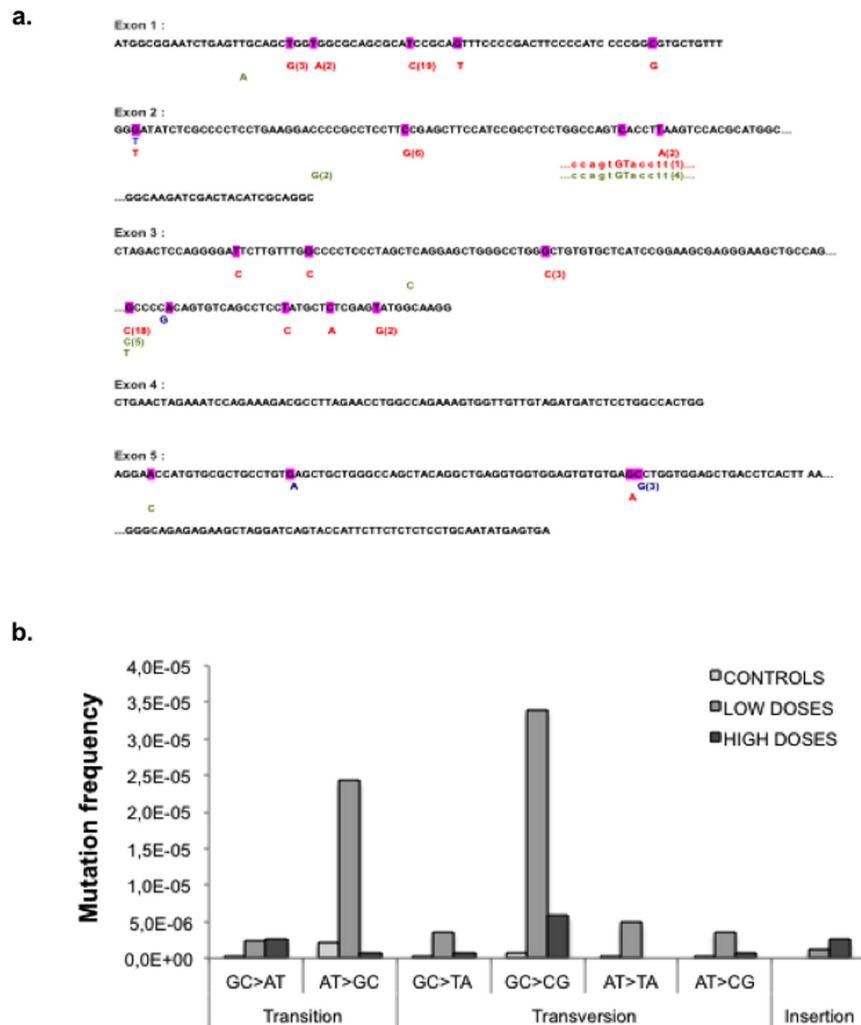 a.
Exon 1 :
ATGGCGGAATCTGAGTTGCAGCTGGTGGCGCAGCGCATCCGCAGTTTCCCCGACTTCCCCATC CCCCGGCGTGCTGTTT
G(3) A(2) C(19) T G
A
Exon 2 :
GGGATATCTCGCCCCTCCTGAAGGACCCCGCCTCCTTCCGAGCTTCCATCCGCCTCCTGGCCAGTCACCTTAAGTCCACGCATGGC...
T
T G(6) A(2)
...ccagtGTacctt(1)...
G(2) ...ccagtGTacctt(4)...
...GGCAAGATCGACTACATCGCAGGC
Exon 3 :
CTAGACTCCAGGGGATTCTTGTTTGGCCCCTCCCTAGCTCAGGAGCTGGGCCTGGGCTGTGTGCTCATCCGGAAGCGAGGGAAGCTGCCAG...
C C C(3)
C
...GCCCCACAGTGTCAGCCTCCTATGCTCTCGAGTATGGCAAGG
G
C(18) C A G(2)
C(5)
T
Exon 4 :
CTGAACTAGAAATCCAGAAAGACGCCTTAGAACCTGGCCAGAAAGTGGTTGTTGTAGATGATCTCCTGGCCACTGG
Exon 5 :
AGGAACCATGTGCGCTGCCTGTGAGCTGCTGGGCCAGCTACAGGCTGAGGTGGTGGAGTGTGTGAGCCTGGTGGAGCTGACCTCACTT AA...
A G(3)
A
C
...GGGCAGAGAGAAGCTAGGATCAGTACCATTCTTCTCTCTCCTGCAATATGAGTGA
b.
Mutation frequency
4,0E-05
3,5E-05
3,0E-05
2,5E-05
2,0E-05
1,5E-05
1,0E-05
5,0E-06
0,0E+00
CONTROLS
LOW DOSES
HIGH DOSES
GC>AT AT>GC GC>TA GC>CG AT>TA AT>CG
Transition Transversion Insertion